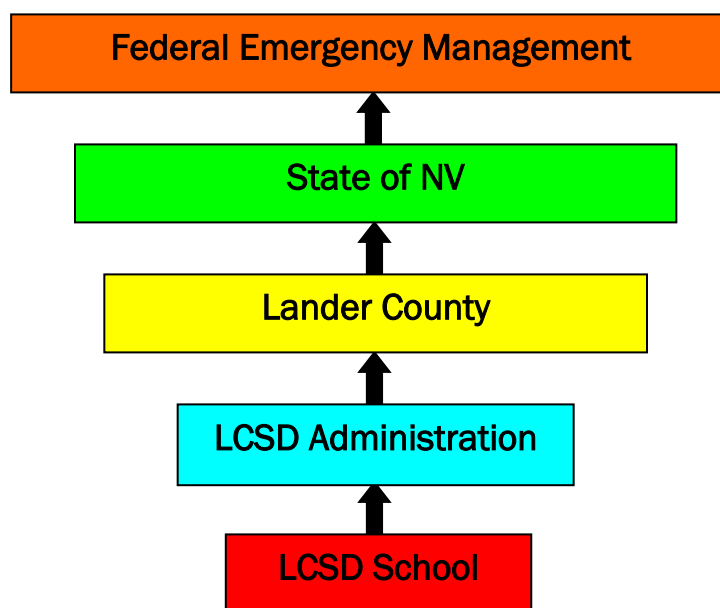 Federal Emergency Management
State of NV
Lander County
LCSD Administration
LCSD School